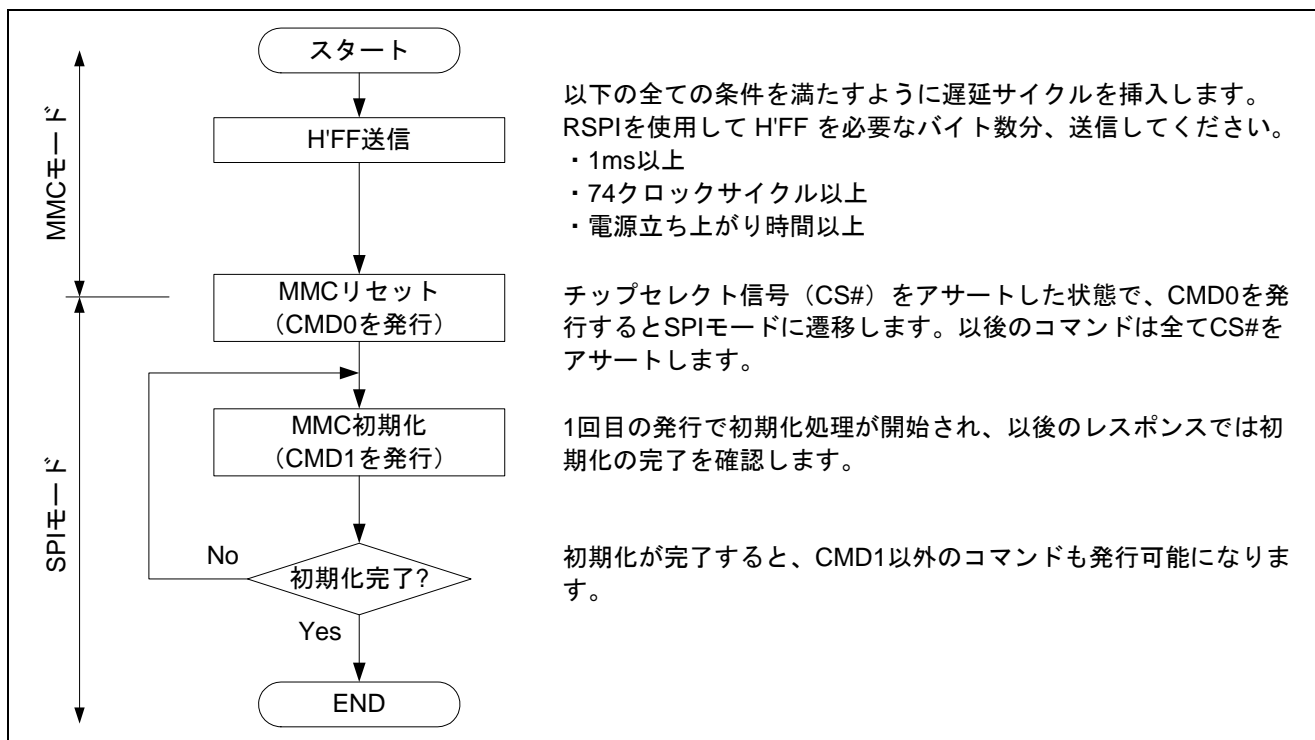 スタート
H'FF送信
以下の全ての条件を満たすように遅延サイクルを挿入します。
RSPIを使用して H'FF を必要なバイト数分、送信してください。
・1ms以上
・74クロックサイクル以上
・電源立ち上がり時間以上
MMCモード
MMCリセット
（CMD0を発行）
チップセレクト信号（CS#）をアサートした状態で、CMD0を発
行するとSPIモードに遷移します。以後のコマンドは全てCS#を
アサートします。
MMC初期化
（CMD1を発行）
1回目の発行で初期化処理が開始され、以後のレスポンスでは初
期化の完了を確認します。
SPIモード
No
初期化完了?
初期化が完了すると、CMD1以外のコマンドも発行可能になりま
す。
Yes
END